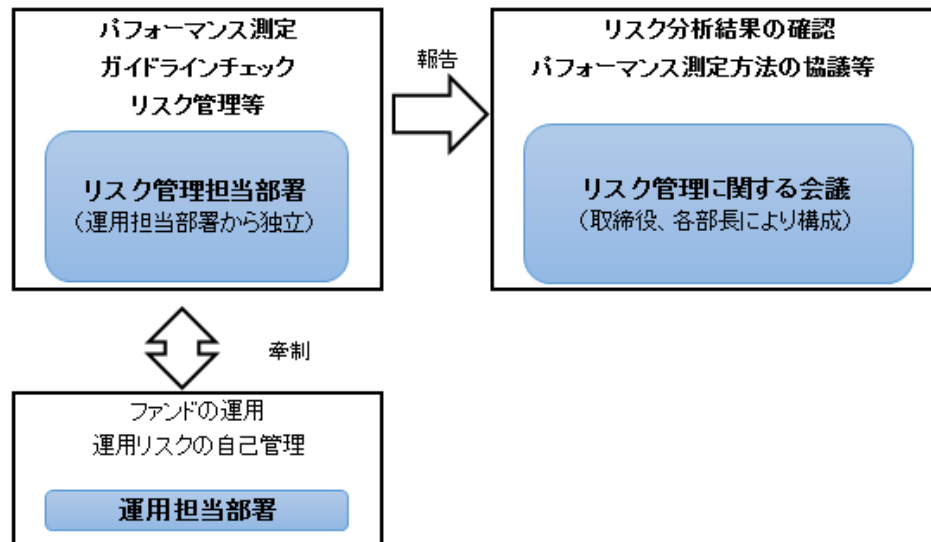 パフォーマンス測定
ガイドラインチェック
リスク管理等
リスク管理担当部署
（運用担当部署から独立）
報告
リスク分析結果の確認
パフォーマンス測定方法の協議等
リスク管理に関する会議
（取締役、各部長により構成）
牽制
ファンドの運用
運用リスクの自己管理
運用担当部署